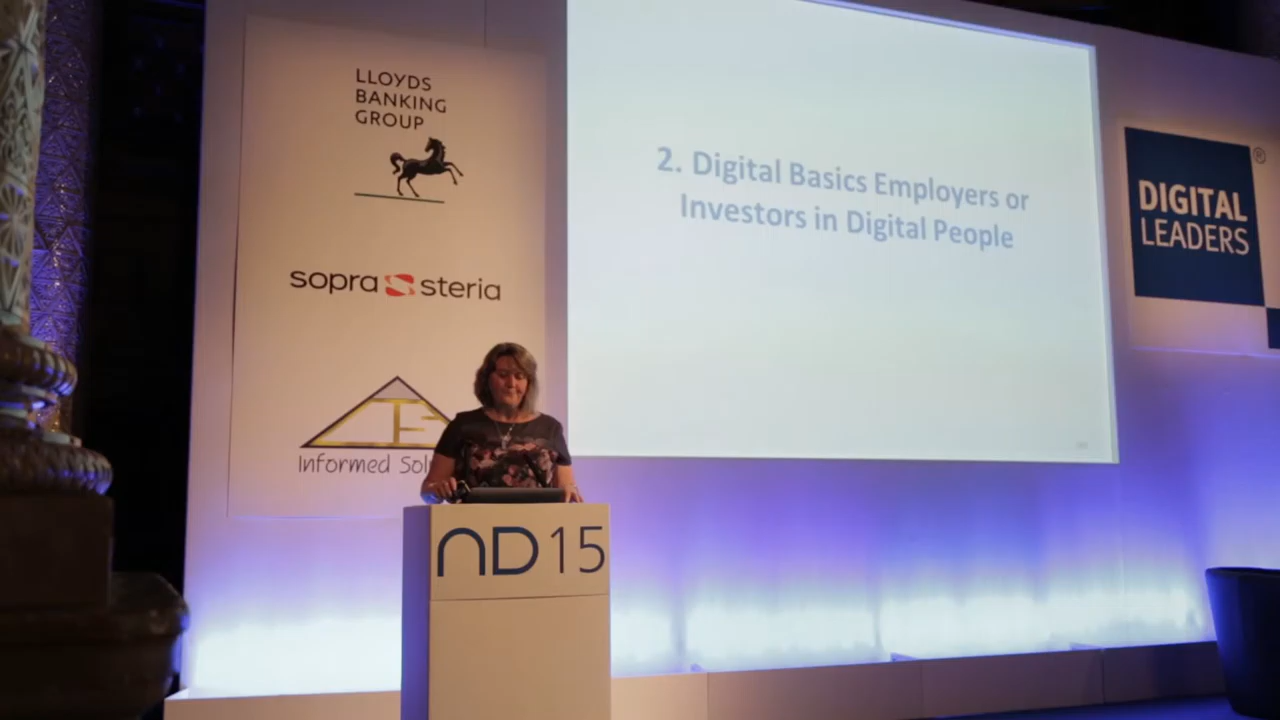 LLOYDS
BANKING
GROUP
sopra steria
Informed Sol
2. Digital Basics Employers or
Investors in Digital People
DIGITAL
LEADERS
®
ND15